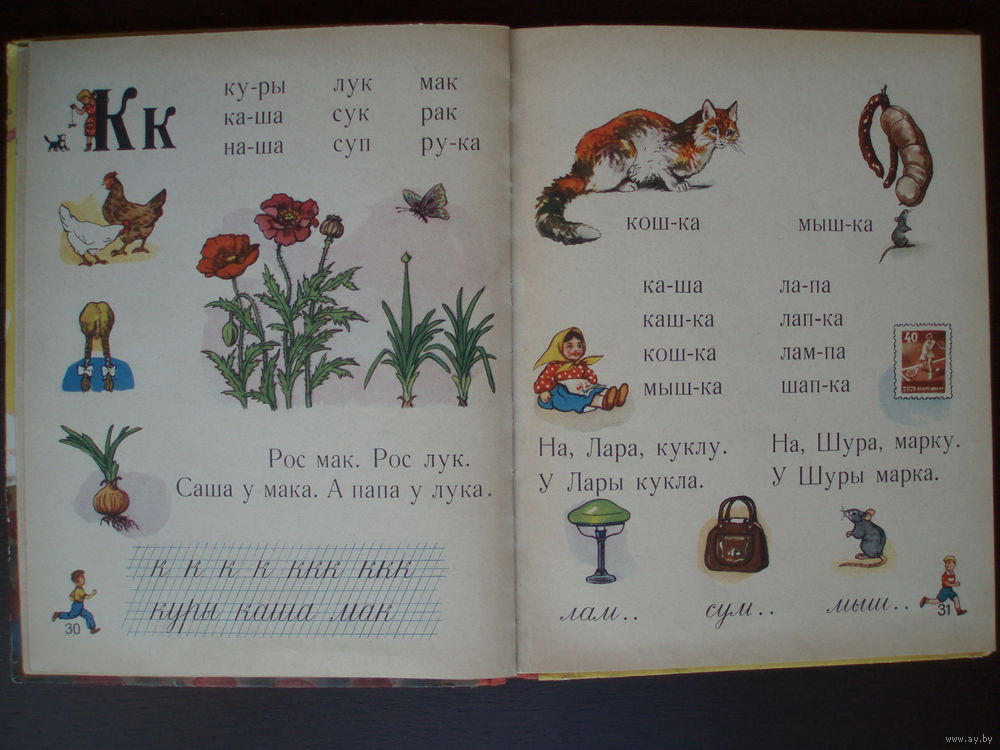 Кк
ку-ры лук мак
ка-ша сук рак
на-ша суп ру-ка
Рос мак. Рос лук.
Саша у мака. А папа у лука.
к к к к ккк ккк
куры каша мак
30
кош-ка мыш-ка
ка-ша ла-па
каш-ка лап-ка
кош-ка лам-па
мыш-ка шап-ка
40
На, Лара, куклу.
У Лары кукла.
На, Шура, марку.
У Шуры марка.
лам.. сум.. мыш..
31
www.ay.by